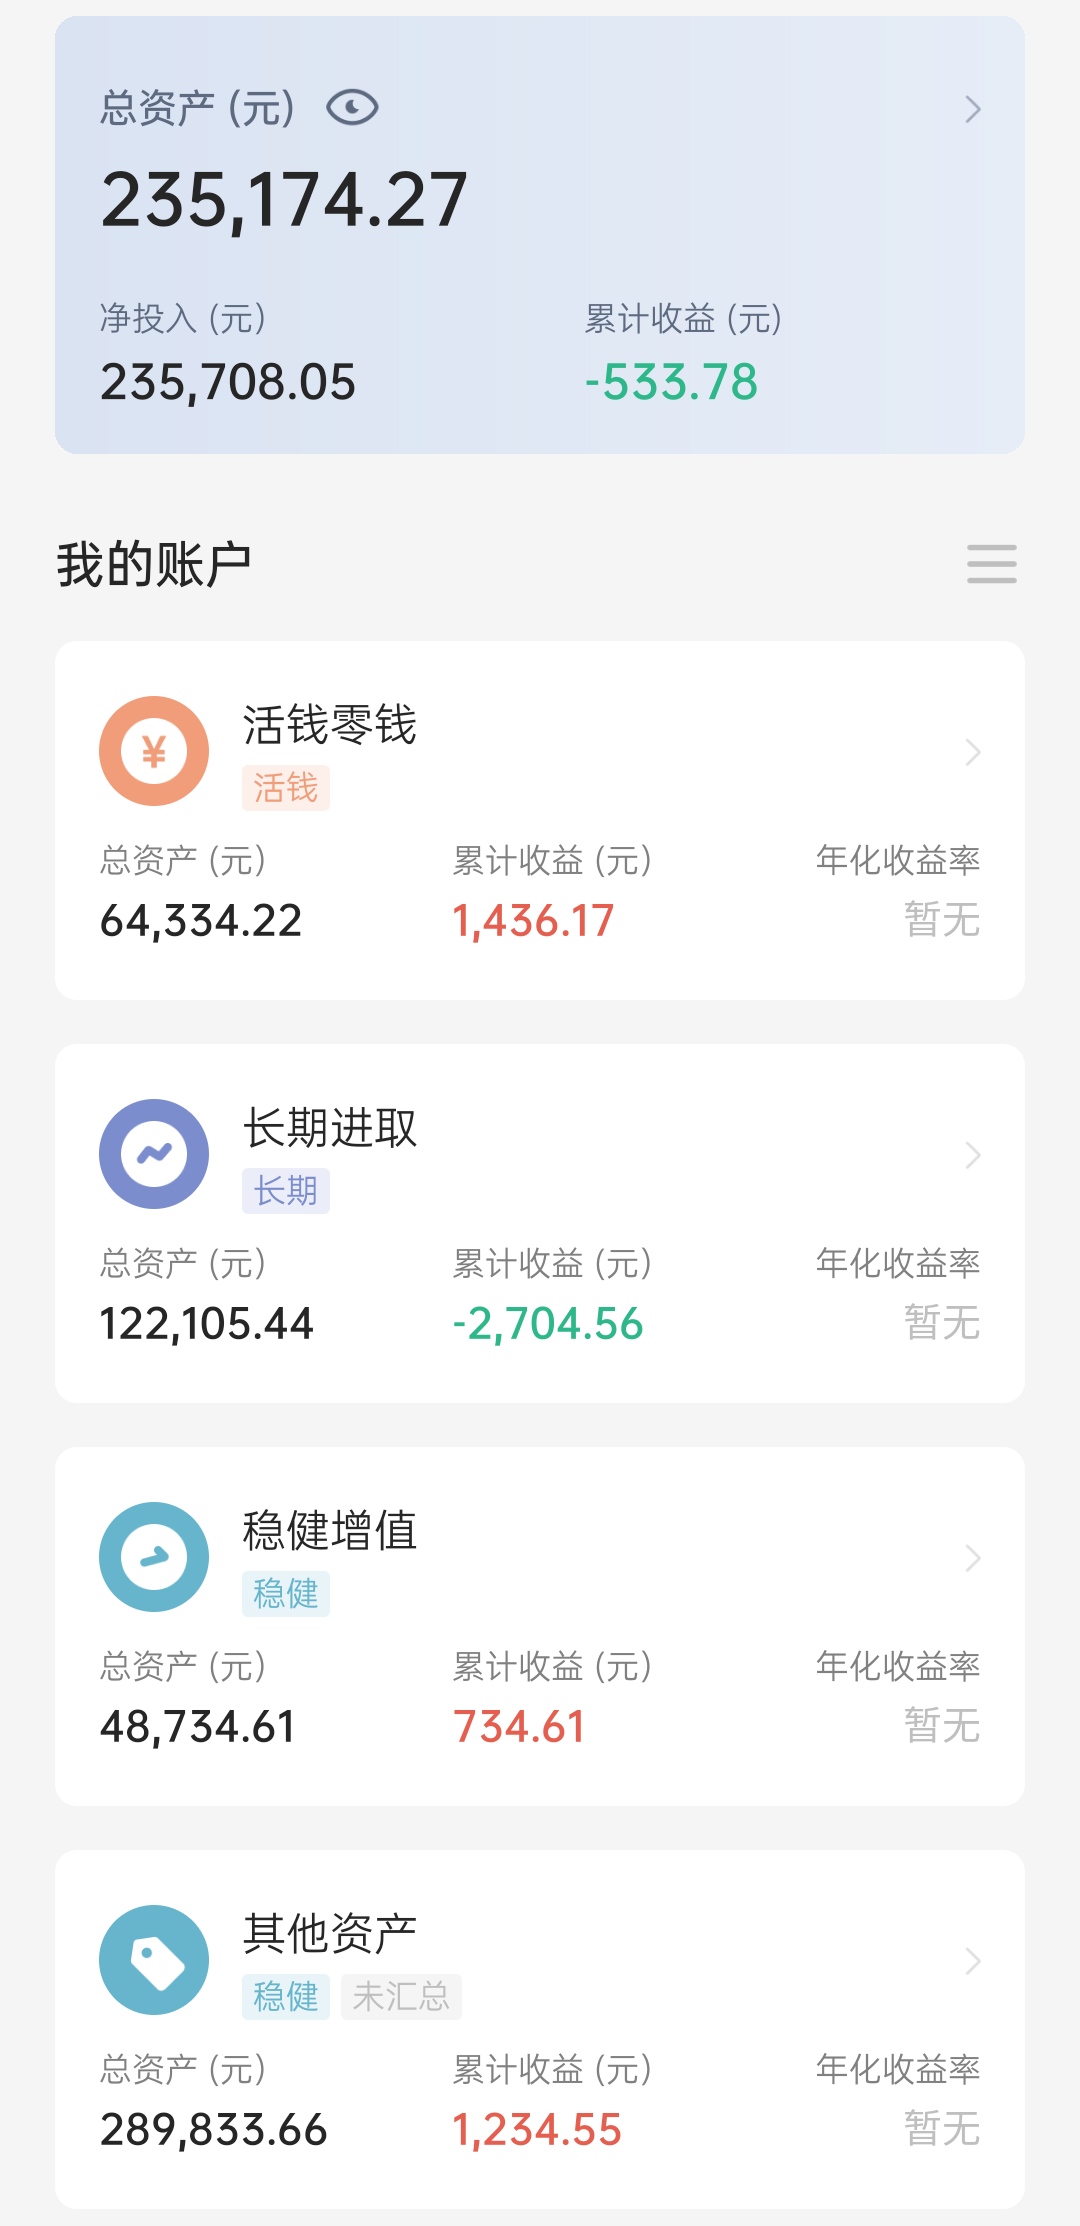 总资产 (元)
235,174.27
净投入 (元) 累计收益 (元)
235,708.05 -533.78
我的账户
活钱零钱
活钱
总资产 (元) 累计收益 (元) 年化收益率
64,334.22 1,436.17 暂无
长期进取
长期
总资产 (元) 累计收益 (元) 年化收益率
122,105.44 -2,704.56 暂无
稳健增值
稳健
总资产 (元) 累计收益 (元) 年化收益率
48,734.61 734.61 暂无
其他资产
稳健 未汇总
总资产 (元) 累计收益 (元) 年化收益率
289,833.66 1,234.55 暂无